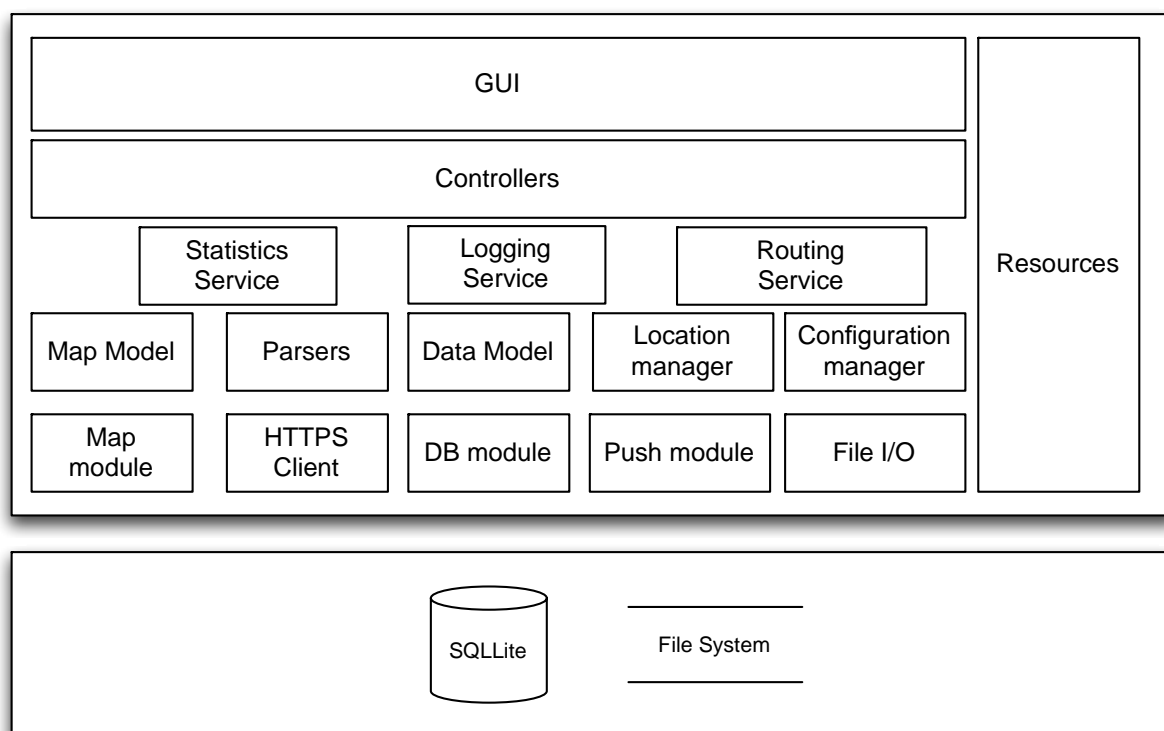 GUI
Controllers
Statistics
Service
Logging
Service
Routing
Service
Resources
Map Model
Parsers
Data Model
Location
manager
Configuration
manager
Map
module
HTTPS
Client
DB module
Push module
File I/O
SQLLite
File System